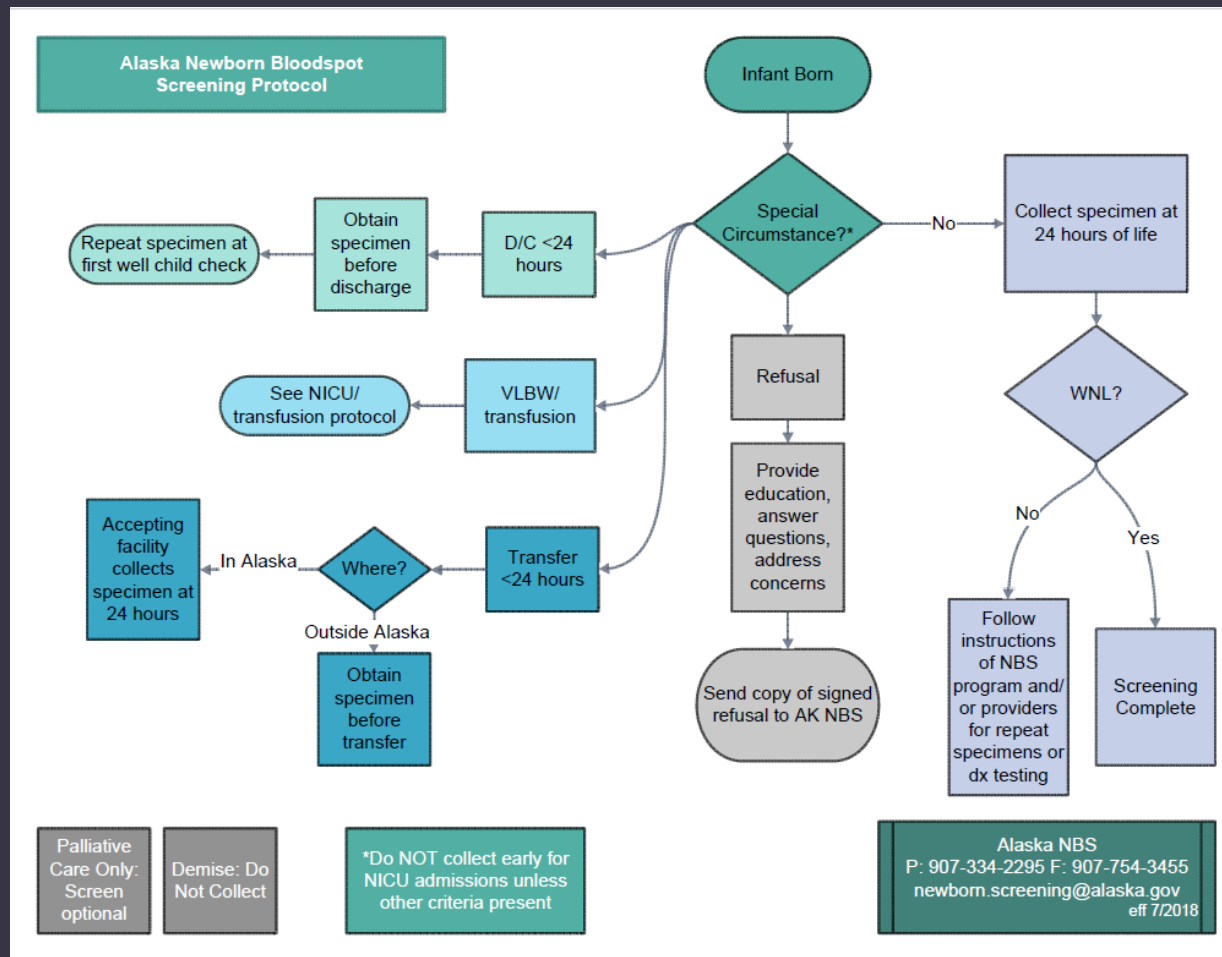 Alaska Newborn Bloodspot
Screening Protocol
Infant Born
Special
Circumstance?*
No
Collect specimen at
24 hours of life
D/C <24
hours
Obtain
specimen
before
discharge
Repeat specimen at
first well child check
VLBW/
transfusion
See NICU/
transfusion protocol
Transfer
<24 hours
Where?
In Alaska
Accepting
facility
collects
specimen at
24 hours
Outside Alaska
Obtain
specimen
before
transfer
Refusal
Provide
education,
answer
questions,
address
concerns
Send copy of signed
refusal to AK NBS
WNL?
No
Yes
Follow
instructions
of NBS
program and/
or providers
for repeat
specimens or
dx testing
Screening
Complete
Palliative
Care Only:
Screen
optional
Demise: Do
Not Collect
*Do NOT collect early for
NICU admissions unless
other criteria present
Alaska NBS
P: 907-334-2295 F: 907-754-3455
newborn.screening@alaska.gov
eff 7/2018